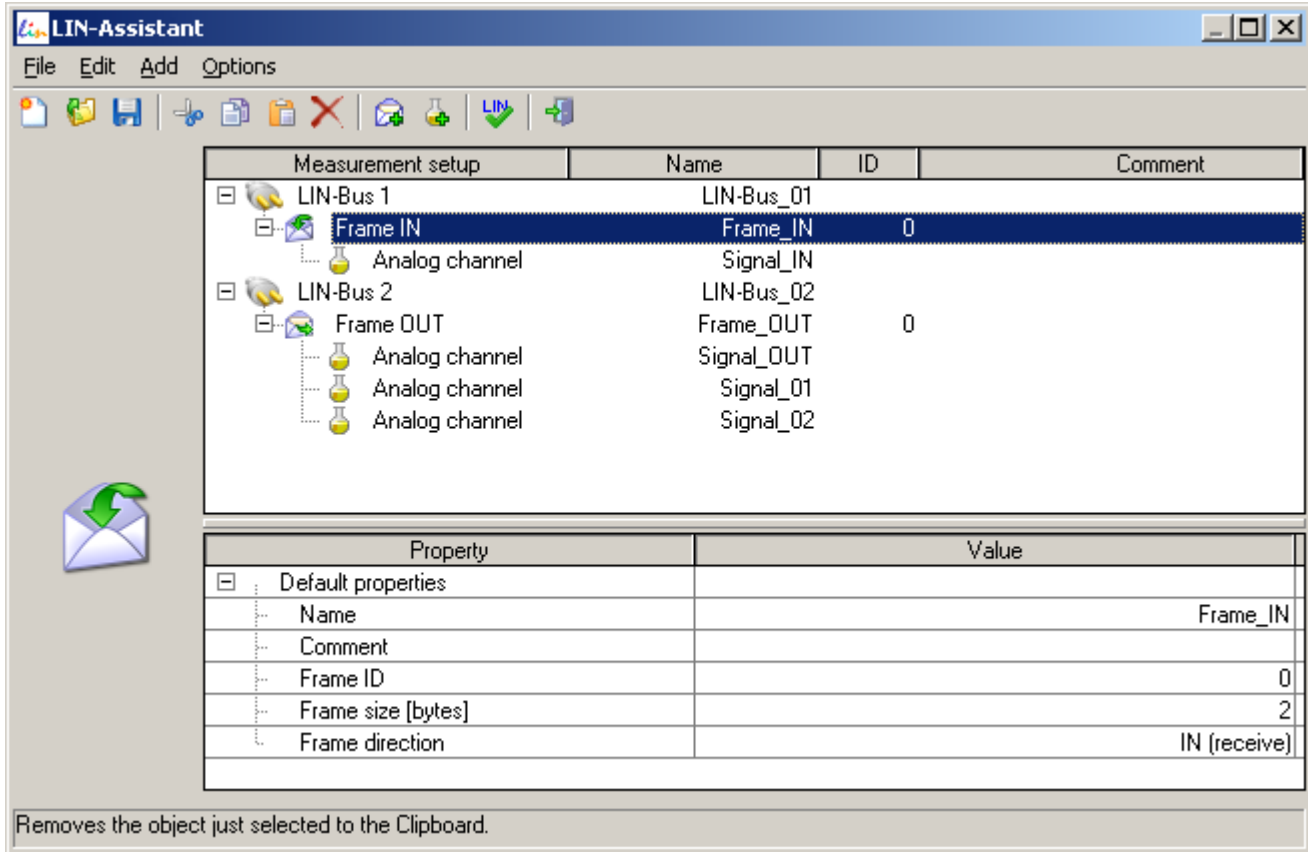 Lin LIN-Assistant
File Edit Add Options
LIN
Measurement setup Name ID Comment
LIN-Bus 1 LIN-Bus_01
Frame IN Frame_IN 0
Analog channel Signal_IN
LIN-Bus 2 LIN-Bus_02
Frame OUT Frame_OUT 0
Analog channel Signal_OUT
Analog channel Signal_01
Analog channel Signal_02
Property Value
Default properties
Name Frame_IN
Comment
Frame ID 0
Frame size [bytes] 2
Frame direction IN (receive)
Removes the object just selected to the Clipboard.